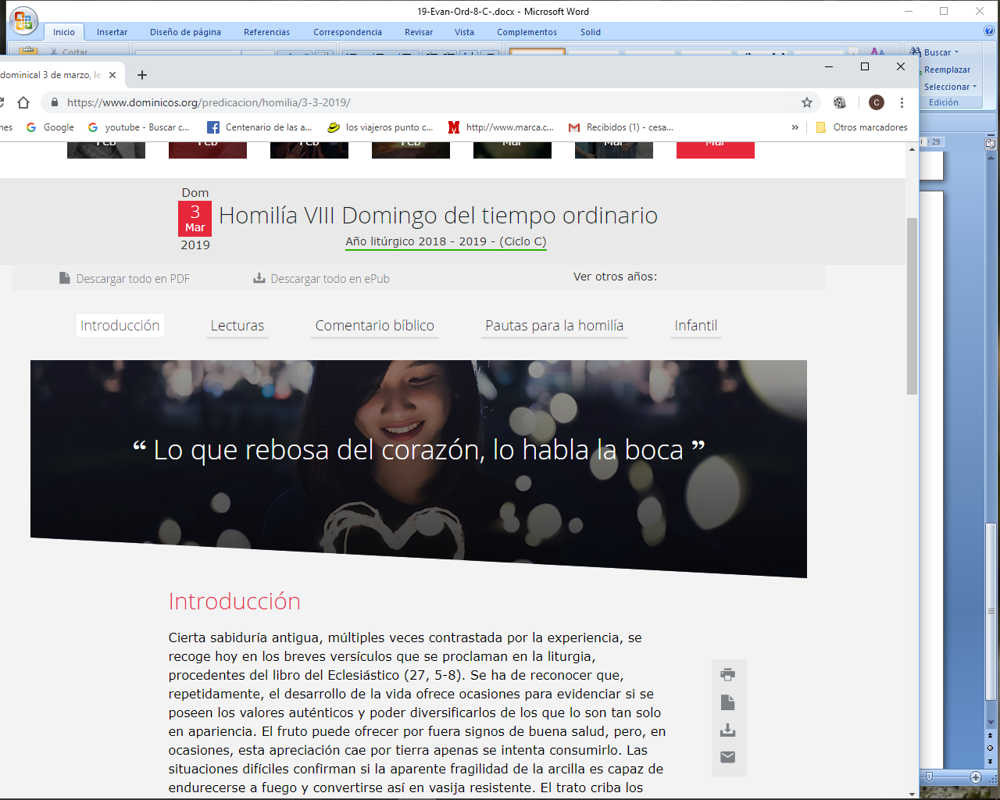 19-Evan-Ord-8-C-.docx - Microsoft Word
Inicio Insertar Diseño de página Referencias Correspondencia Revisar Vista Complementos Solid
Cortar
Buscar
Reemplazar
Seleccionar
Edición
dominical 3 de marzo, le
https://www.dominicos.org/predicacion/homilia/3-3-2019/
C
nes Google youtube - Buscar c... Centenario de las a... los viajeros punto c... http://www.marca.c... Recibidos (1) - cesa... » Otros marcadores
29
Feb Feb Feb Feb Mar Mar Mar
Dom
3
Mar
2019
Homilía VIII Domingo del tiempo ordinario
Año litúrgico 2018 - 2019 - (Ciclo C)
Descargar todo en PDF Descargar todo en ePub Ver otros años:
Introducción Lecturas Comentario bíblico Pautas para la homilía Infantil
“ Lo que rebosa del corazón, lo habla la boca ”
Introducción
Cierta sabiduría antigua, múltiples veces contrastada por la experiencia, se
recoge hoy en los breves versículos que se proclaman en la liturgia,
procedentes del libro del Eclesiástico (27, 5-8). Se ha de reconocer que,
repetidamente, el desarrollo de la vida ofrece ocasiones para evidenciar si se
poseen los valores auténticos y poder diversificarlos de los que lo son tan solo
en apariencia. El fruto puede ofrecer por fuera signos de buena salud, pero, en
ocasiones, esta apreciación cae por tierra apenas se intenta consumirlo. Las
situaciones difíciles confirman si la aparente fragilidad de la arcilla es capaz de
endurecerse a fuego y convertirse así en vasija resistente. El trato criba los